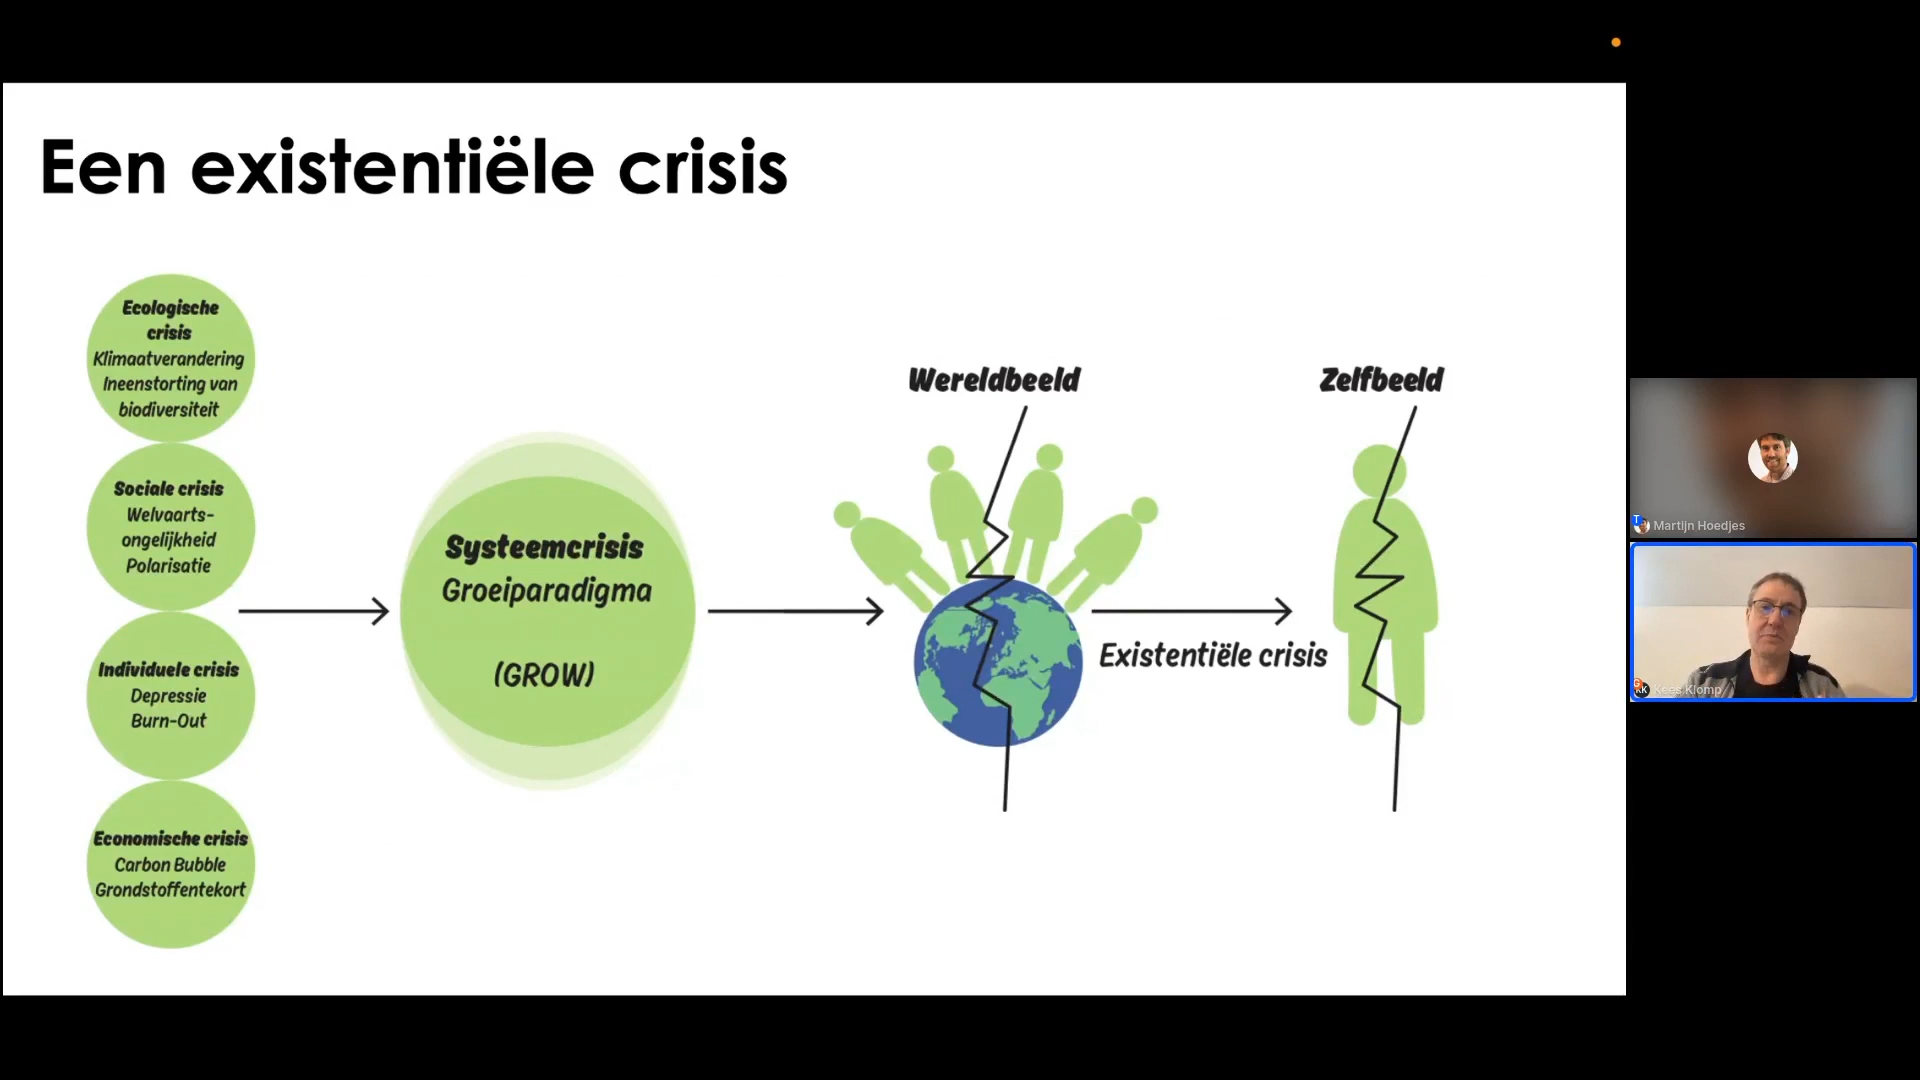 Een existentiële crisis
Ecologische
crisis
Klimaatverandering
Ineenstorting van
biodiversiteit
Sociale crisis
Welvaarts-
ongelijkheid
Polarisatie
Individuele crisis
Depressie
Burn-Out
Economische crisis
Carbon Bubble
Grondstoffentekort
Systeemcrisis
Groeiparadigma
(GROW)
Wereldbeeld
Existentiële crisis
Zelfbeeld
Martijn Hoedjes
KK Kees Klomp